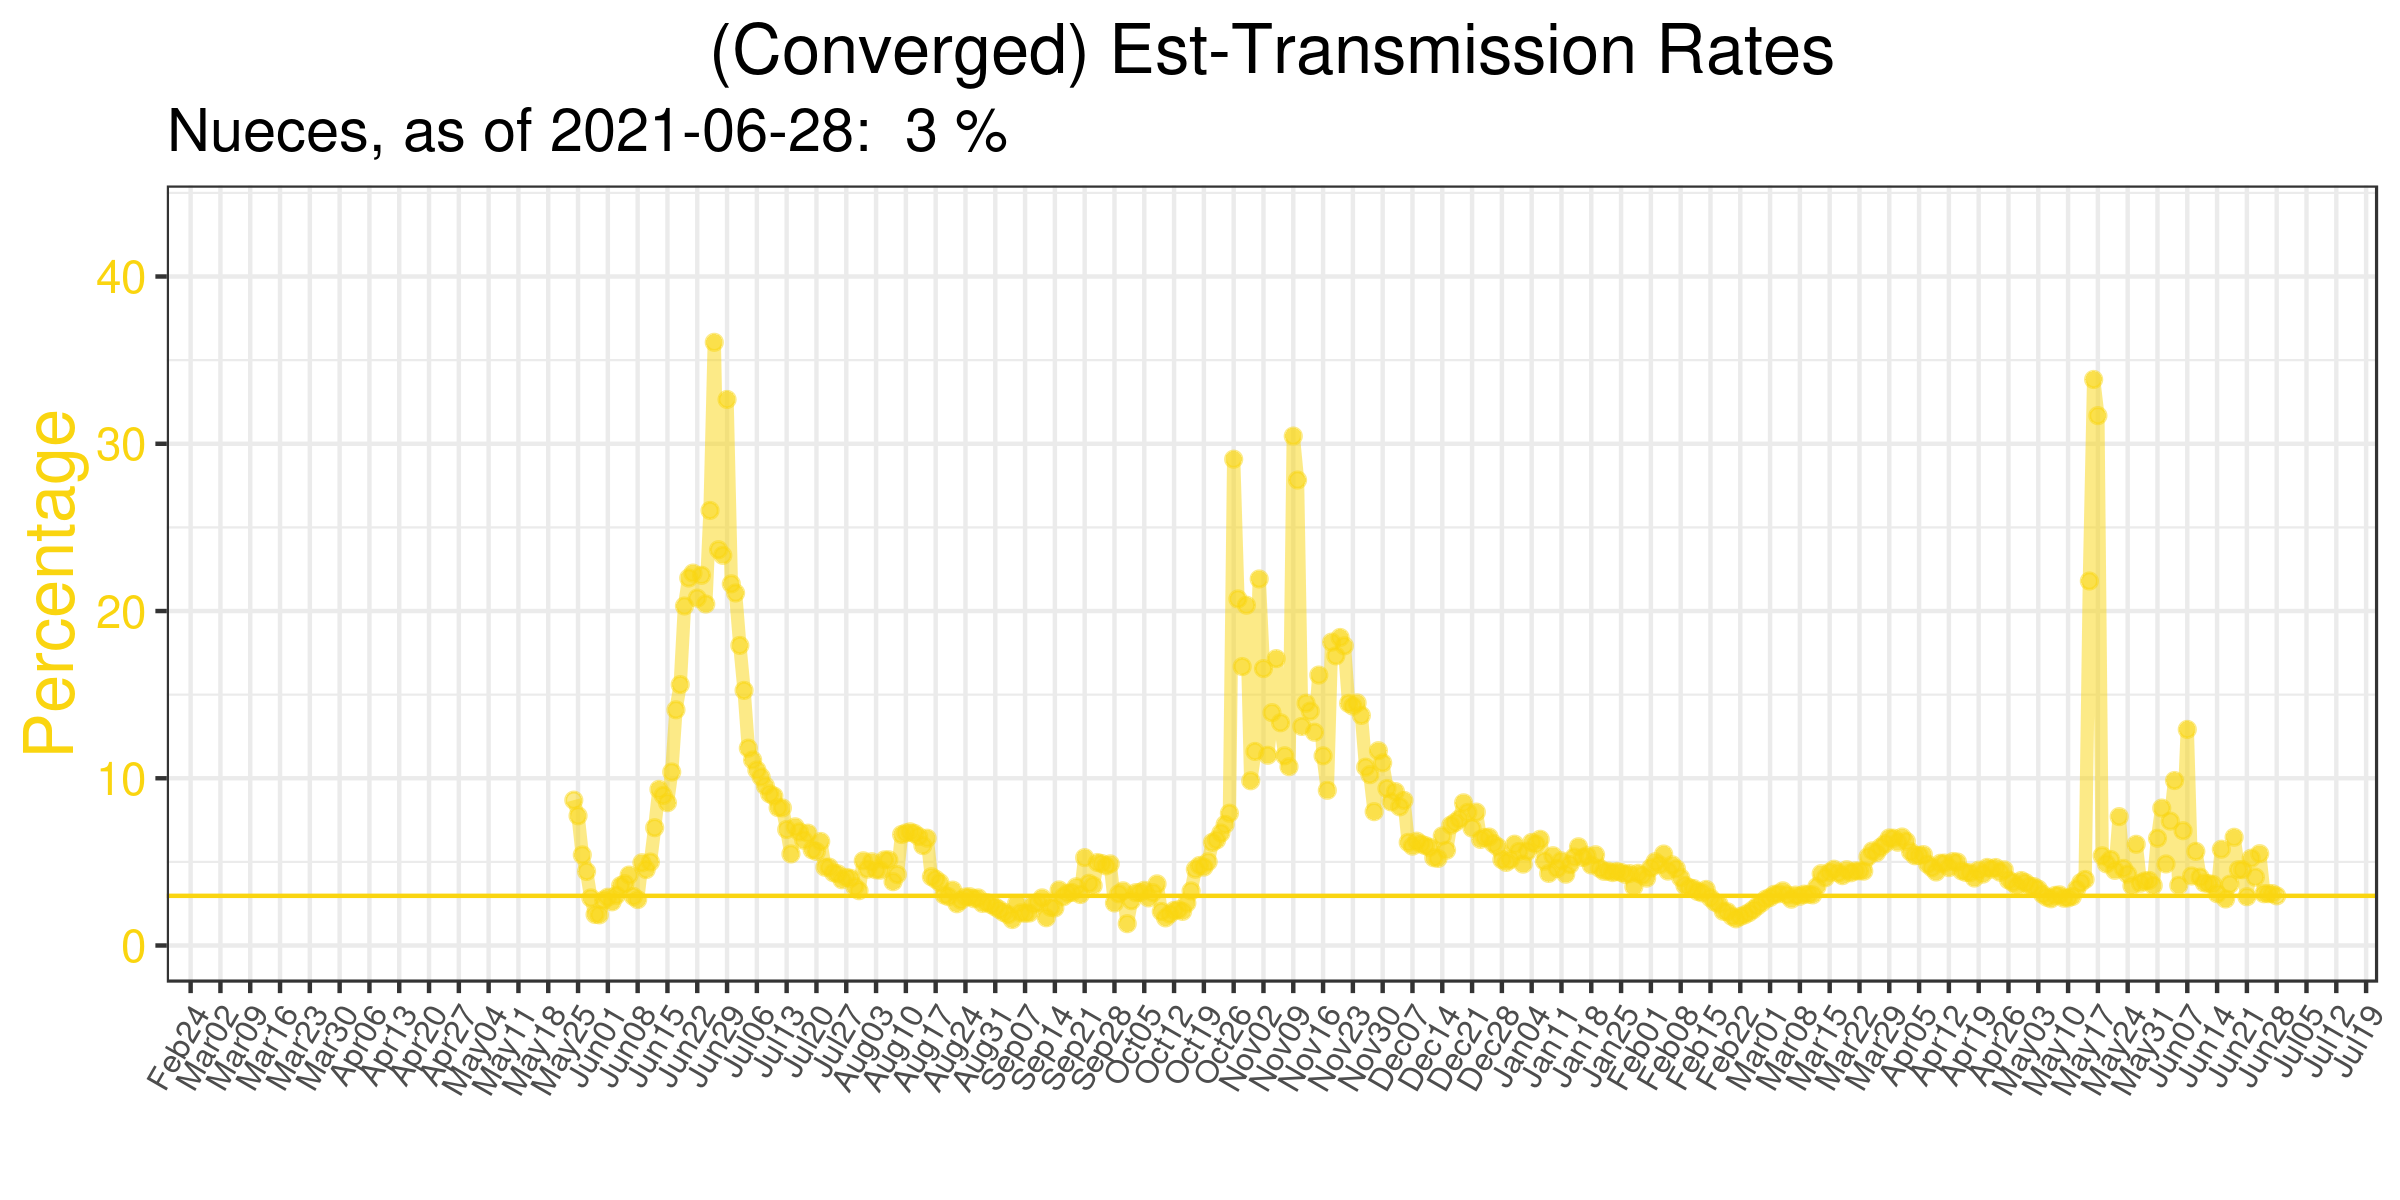 (Converged) Est-Transmission Rates
Nueces, as of 2021-06-28: 3 %
Percentage
40
30
20
10
0
Feb24 Mar02 Mar09 Mar16 Mar23 Mar30 Apr06 Apr13 Apr20 Apr27 May04 May11 May18 May25 Jun01 Jun08 Jun15 Jun22 Jun29 Jul06 Jul13 Jul20 Jul27 Aug03 Aug10 Aug17 Aug24 Aug31 Sep07 Sep14 Sep21 Sep28 Oct05 Oct12 Oct19 Oct26 Nov02 Nov09 Nov16 Nov23 Nov30 Dec07 Dec14 Dec21 Dec28 Jan04 Jan11 Jan18 Jan25 Feb01 Feb08 Feb15 Feb22 Mar01 Mar08 Mar15 Mar22 Mar29 Apr05 Apr12 Apr19 Apr26 May03 May10 May17 May24 May31 Jun07 Jun14 Jun21 Jun28 Jul05 Jul12 Jul19